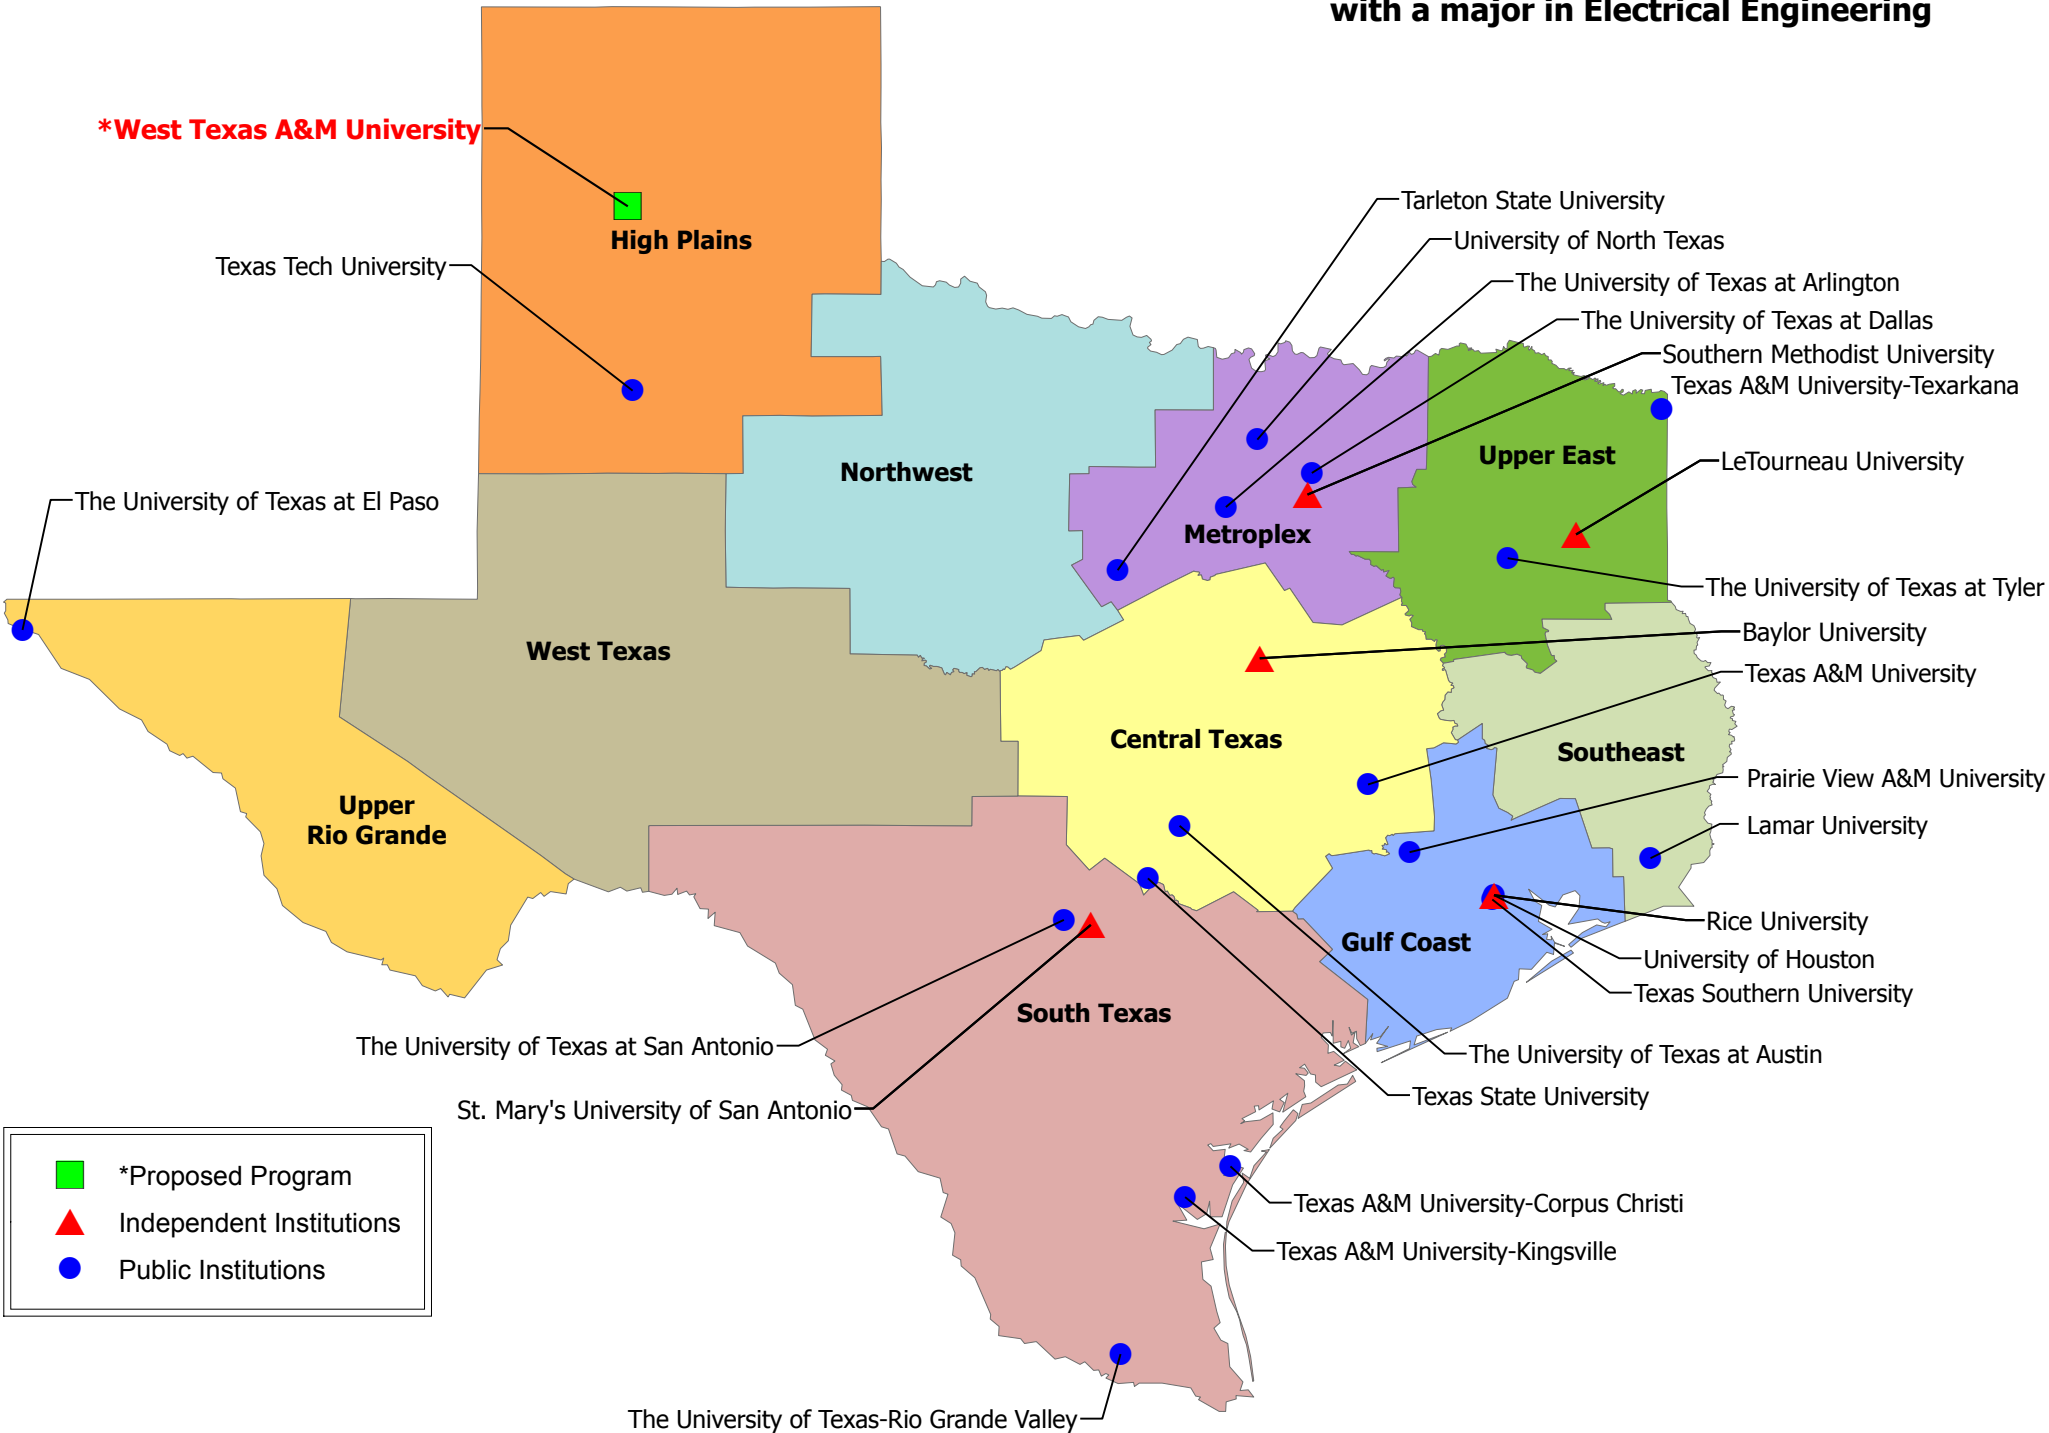 with a major in Electrical Engineering
*West Texas A&M University
High Plains
Texas Tech University
Tarleton State University
University of North Texas
The University of Texas at Arlington
The University of Texas at Dallas
Southern Methodist University
Texas A&M University-Texarkana
Upper East
LeTourneau University
Northwest
The University of Texas at El Paso
Metroplex
The University of Texas at Tyler
Baylor University
West Texas
Texas A&M University
Central Texas
Southeast
Prairie View A&M University
Upper
Rio Grande
Lamar University
Rice University
Gulf Coast
University of Houston
Texas Southern University
South Texas
The University of Texas at San Antonio
The University of Texas at Austin
Texas State University
St. Mary's University of San Antonio
*Proposed Program
Independent Institutions
Public Institutions
Texas A&M University-Corpus Christi
Texas A&M University-Kingsville
The University of Texas-Rio Grande Valley